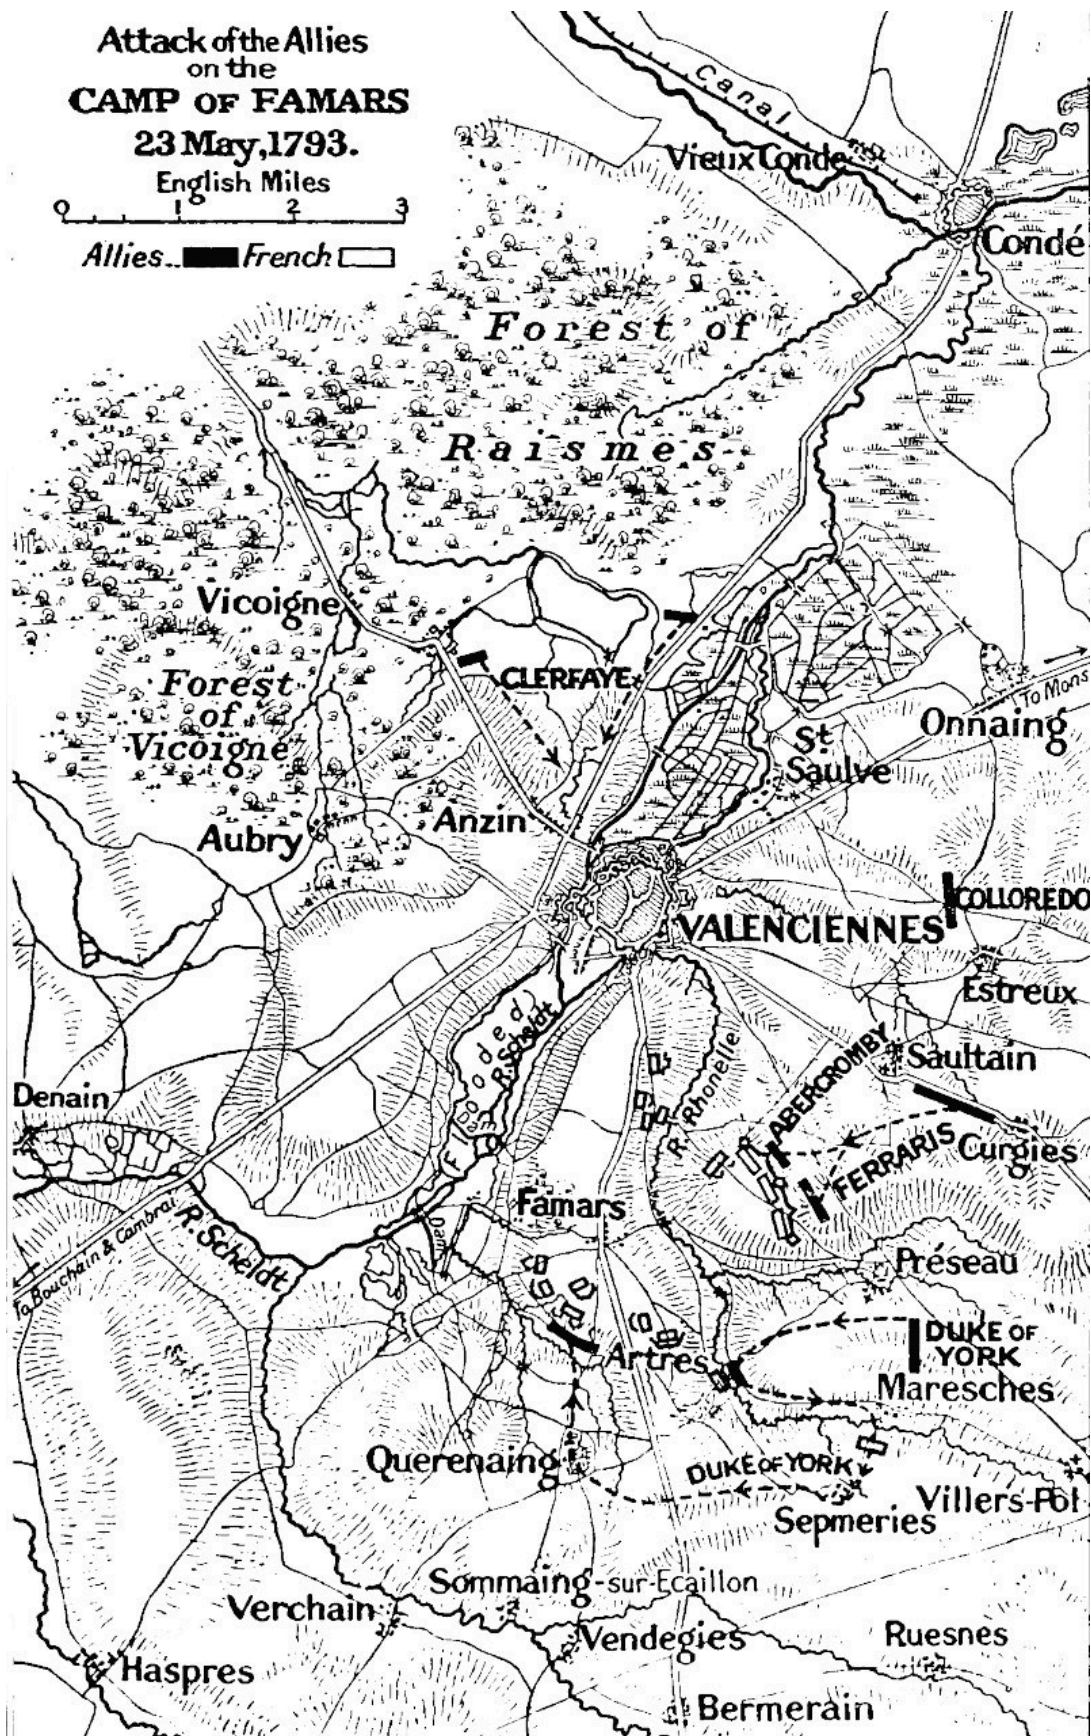 Attack of the Allies
on the
CAMP OF FAMARS
23 May, 1793.
English Miles
0 1 2 3
Allies.. French
Canal
Vieux Condé
Condé
Forest of
Raismes
Vicoigne
CLERFAYE
Forest
of
Vicoigne
To Mons
Onnaing
St
Saulve
Aubry
Anzin
COLLOREDO
VALENCIENNES
Estreux
Flooded
R. Scheldt
R. Rhonelle
ABERCROMBY
Saultain
Denain
FERRARIS
Curgies
Famars
R. Scheldt
Dam
To Bouchain & Cambrai
Préseau
DUKE OF
YORK
Artres
Maresches
Querenaing
DUKE OF YORK
Villers-Pol
Sepmeries
Sommaing-sur-Ecaillon
Verchain
Vendegies
Ruesnes
Haspres
Bermerain